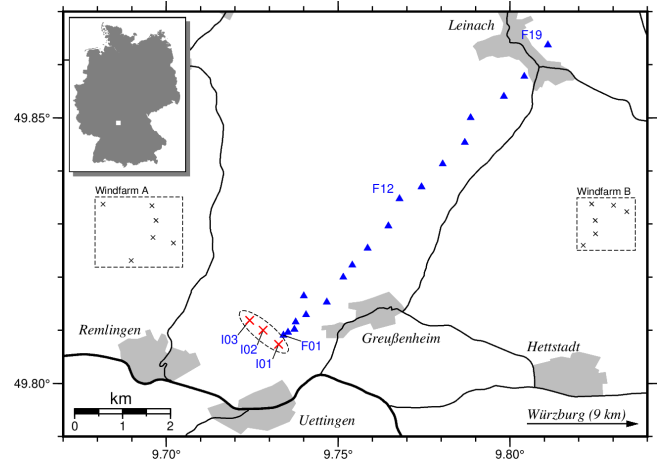 Leinach
F19
49.85°
F12
Windfarm A
Windfarm B
Remlingen
I03
I02
I01
F01
Greußenheim
Hettstadt
49.80°
km
0 1 2
Uettingen
Würzburg (9 km)
9.70°
9.75°
9.80°